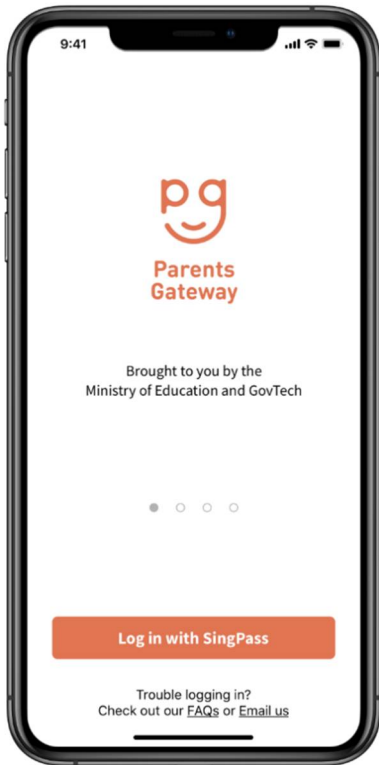 9:41
pg
Parents
Gateway
Brought to you by the
Ministry of Education and GovTech
Log in with SingPass
Trouble logging in?
Check out our FAQs or Email us